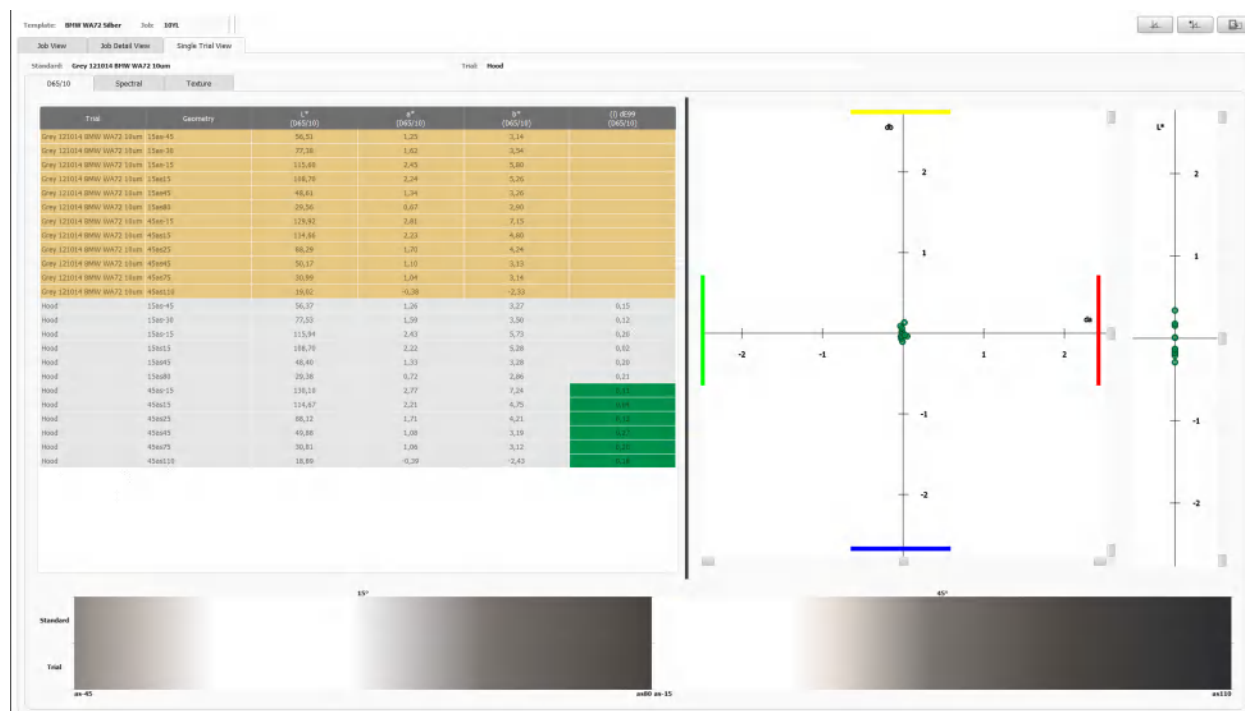 Template: BMW WA72 Silber Job: 10YL
Job View Job Detail View Single Trial View
Standard: Grey 121014 BMW WA72 10um Trial: Hood
D65/10 Spectral Texture
Trial Geometry L* (D65/10) a* (D65/10) b* (D65/10) (i) dE99 (D65/10)
Grey 121014 BMW WA72 10um 15as-45 56,51 1,25 3,14
Grey 121014 BMW WA72 10um 15as-30 77,38 1,62 3,54
Grey 121014 BMW WA72 10um 15as-15 2,45 5,80
Grey 121014 BMW WA72 10um 15as15 108,70 2,24 5,26
Grey 121014 BMW WA72 10um 15as45 48,61 1,34 3,26
Grey 121014 BMW WA72 10um 15as80 29,56 0,67
Grey 121014 BMW WA72 10um 45as-15 129,92 2,81 7,15
Grey 121014 BMW WA72 10um 45as15 2,23 4,80
Grey 121014 BMW WA72 10um 45as25 88,29 1,70 4,24
Grey 121014 BMW WA72 10um 45as45 50,17 1,10 3,13
Grey 121014 BMW WA72 10um 45as75 30,99 1,04 3,14
Grey 121014 BMW WA72 10um 45as110 -0,38 -2,33
Hood 15as-45 56,37 1,26 3,27 0,15
Hood 15as-30 77,53 1,59 3,50 0,12
Hood 15as-15 115,94 2,43 5,73 0,20
Hood 15as15 108,70 2,22 5,28 0,02
Hood 15as45 48,40 1,33 3,28 0,20
Hood 15as80 29,38 0,72 2,86 0,21
Hood 45as-15 130,10 2,77 7,24
Hood 45as15 114,67 2,21 4,75
Hood 45as25 88,12 1,71 4,21
Hood 45as45 49,88 1,08 3,19
Hood 45as75 30,81 1,06 3,12
Hood 45as110 18,89 -0,39 -2,43
db
2
1
da
-2 -1 1 2
-1
-2
L*
2
1
-1
-2
15° 45°
Standard
Trial
as-45 as80 as-15 as110